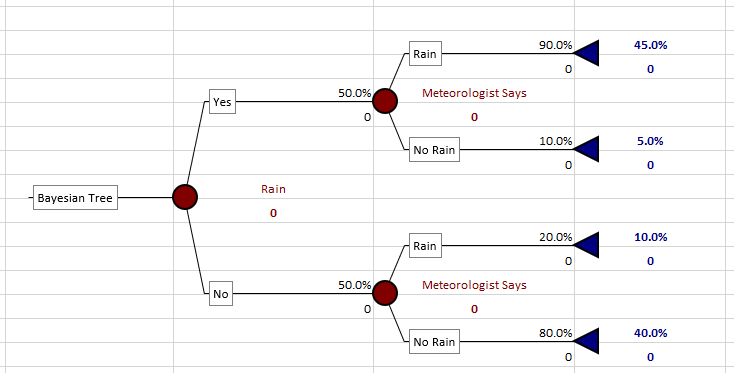 90.0% 45.0%
Rain
0 0
50.0% Meteorologist Says
Yes
0 0
10.0% 5.0%
No Rain
0 0
Rain
Bayesian Tree
0
20.0% 10.0%
Rain
0 0
50.0% Meteorologist Says
No
0 0
80.0% 40.0%
No Rain
0 0